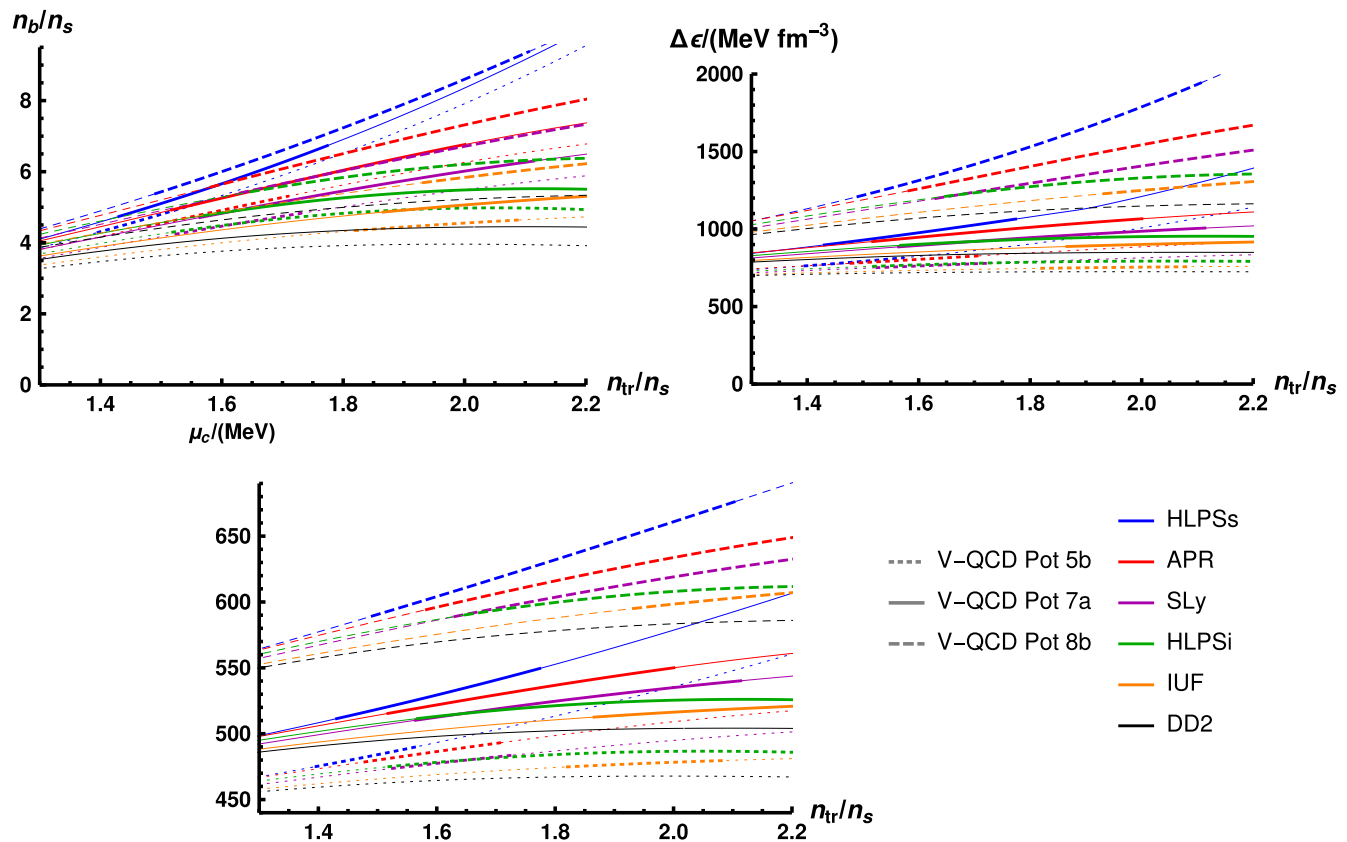 n_b/n_s
8
6
4
2
0
1.4 1.6 1.8 2.0 2.2
n_tr/n_s
Δϵ/(MeV fm⁻³)
2000
1500
1000
500
0
1.4 1.6 1.8 2.0 2.2
n_tr/n_s
μ_c/(MeV)
650
600
550
500
450
1.4 1.6 1.8 2.0 2.2
n_tr/n_s
V−QCD Pot 5b
V−QCD Pot 7a
V−QCD Pot 8b
HLPSs
APR
SLy
HLPSi
IUF
DD2